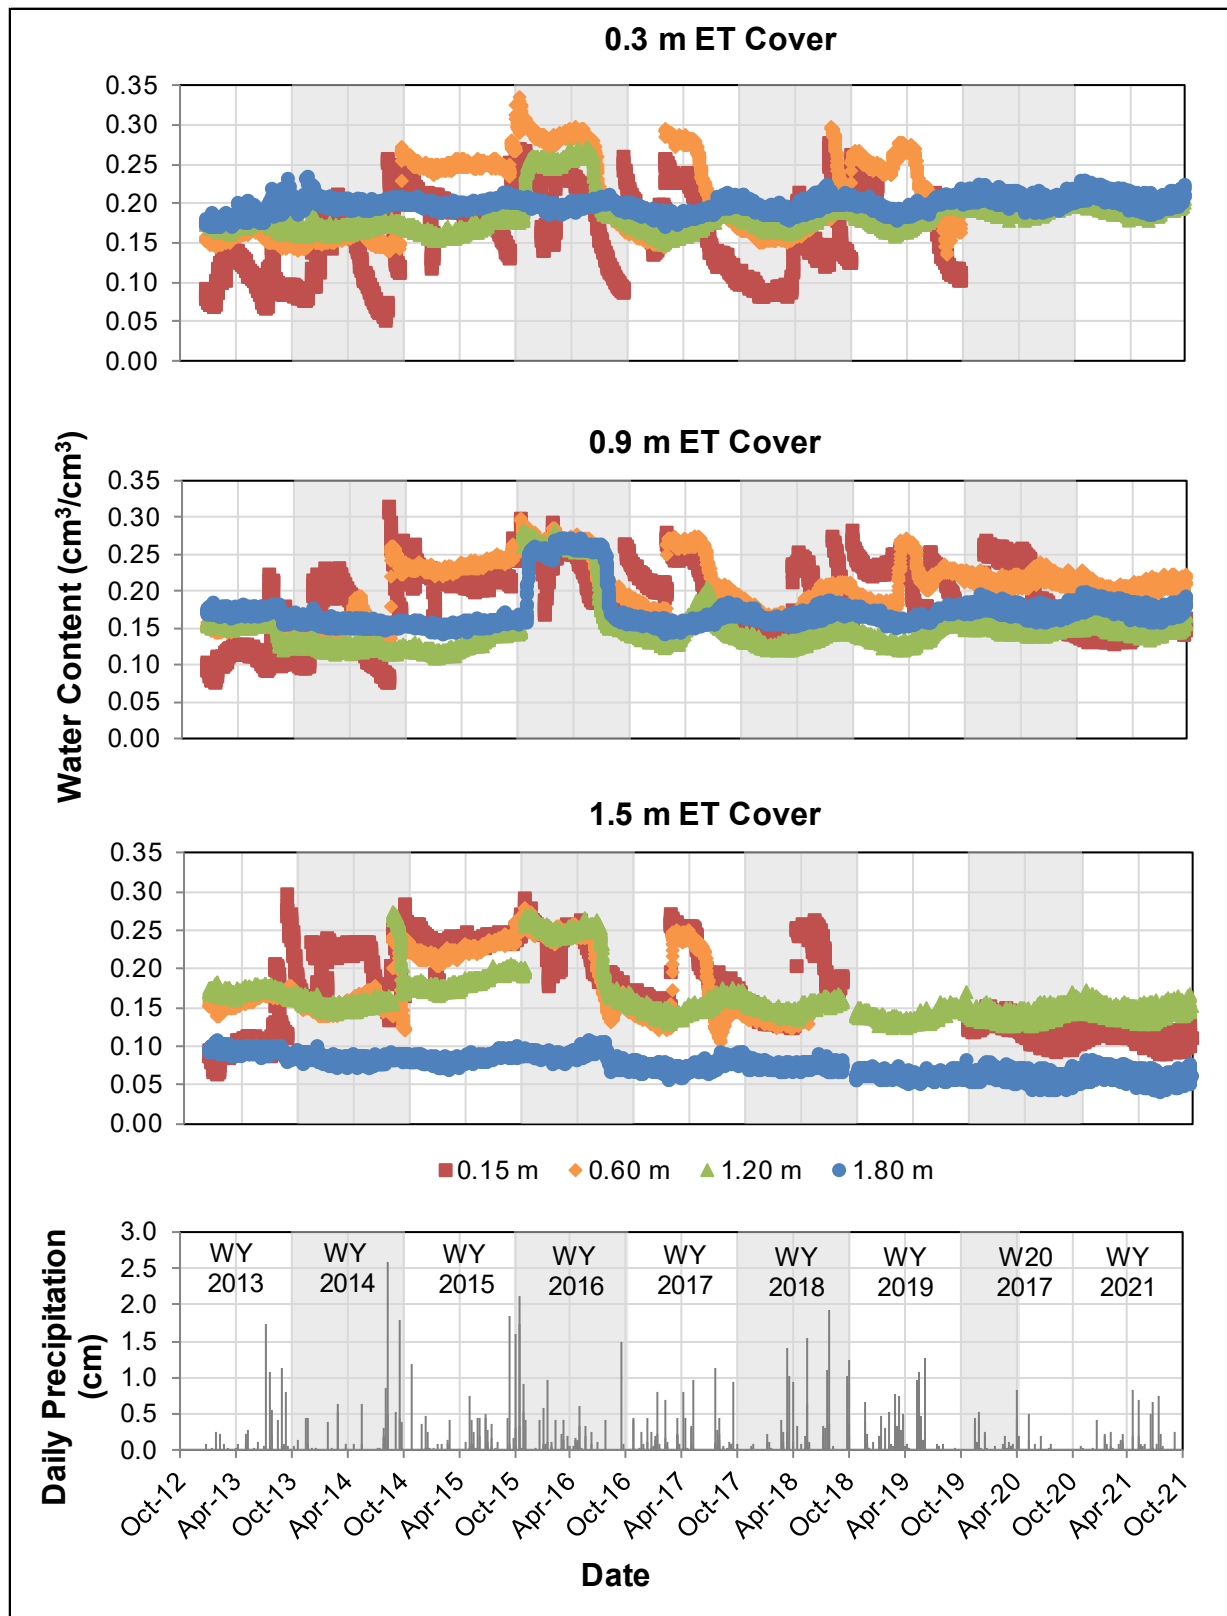 0.3 m ET Cover
0.35
0.30
0.25
0.20
0.15
0.10
0.05
0.00
0.9 m ET Cover
Water Content (cm³/cm³)
0.35
0.30
0.25
0.20
0.15
0.10
0.05
0.00
1.5 m ET Cover
0.35
0.30
0.25
0.20
0.15
0.10
0.05
0.00
0.15 m 0.60 m 1.20 m 1.80 m
Daily Precipitation
(cm)
3.0
2.5
2.0
1.5
1.0
0.5
0.0
WY WY WY WY WY WY WY W20 WY
2013 2014 2015 2016 2017 2018 2019 2017 2021
Oct-12 Apr-13 Oct-13 Apr-14 Oct-14 Apr-15 Oct-15 Apr-16 Oct-16 Apr-17 Oct-17 Apr-18 Oct-18 Apr-19 Oct-19 Apr-20 Oct-20 Apr-21 Oct-21
Date